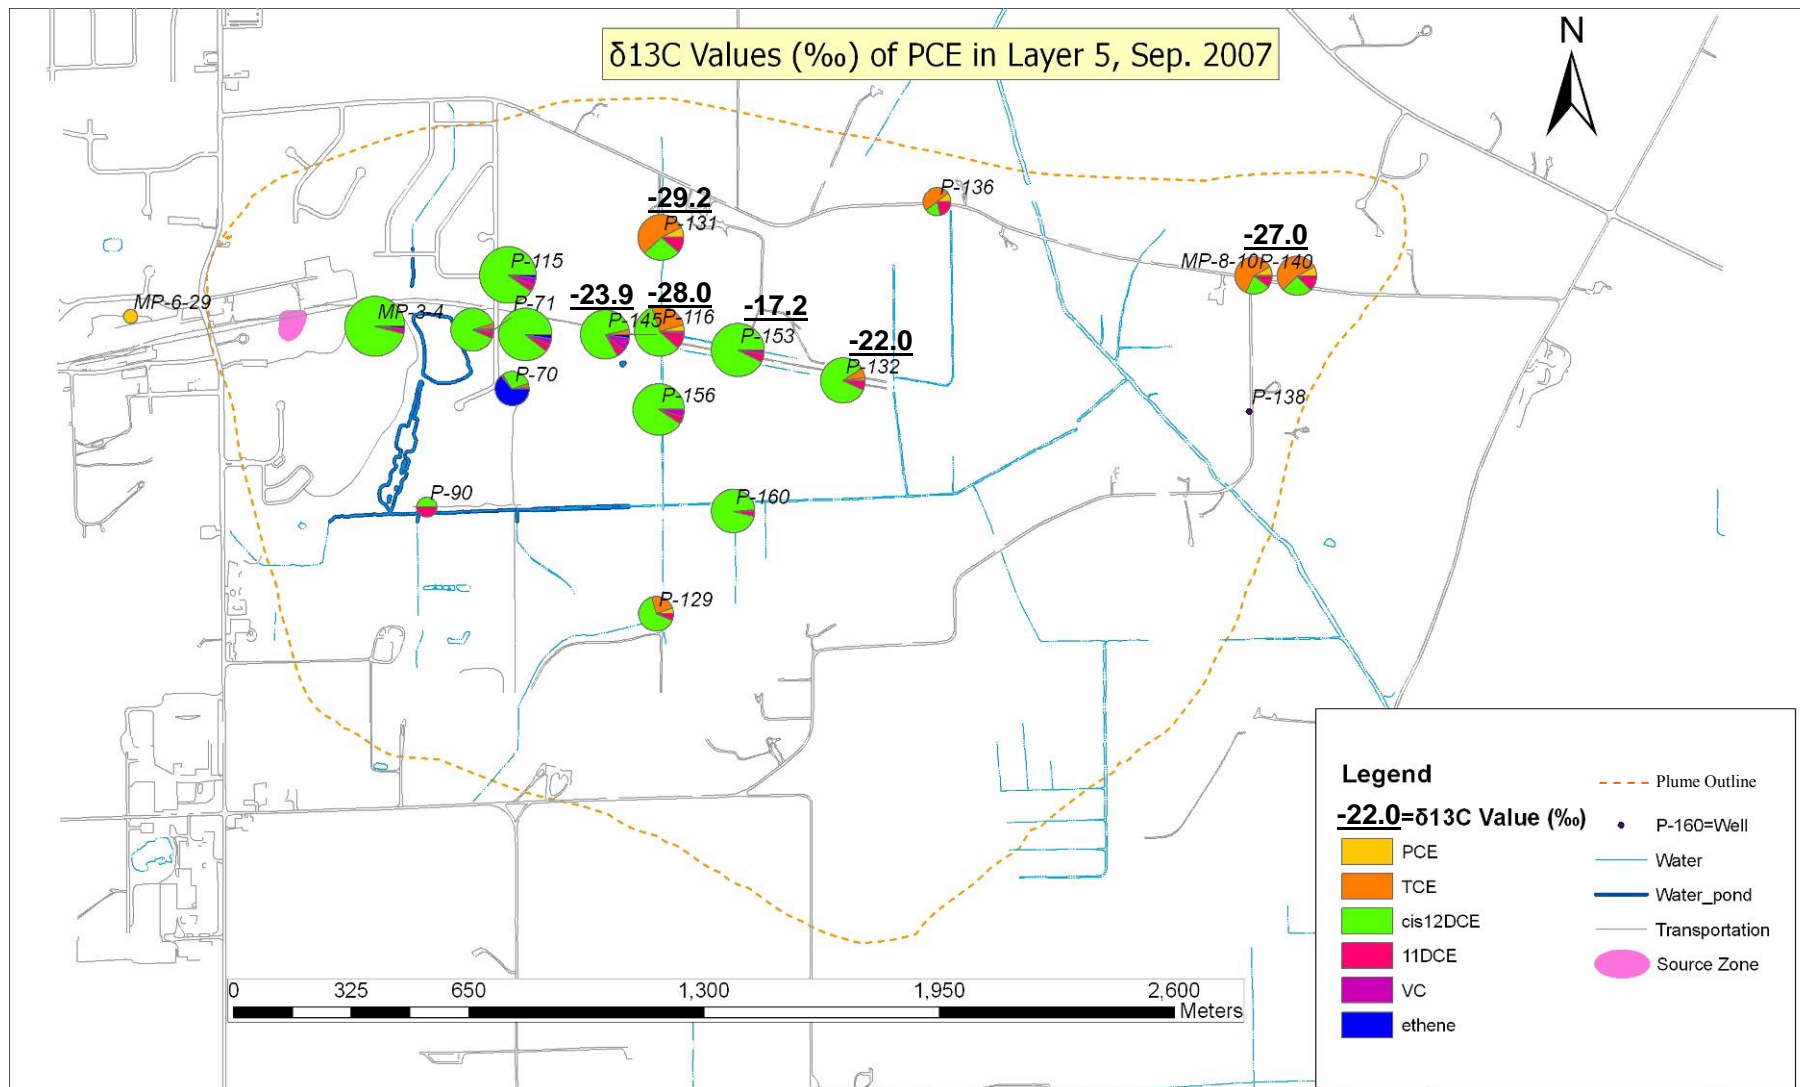 δ13C Values (‰) of PCE in Layer 5, Sep. 2007
N
-29.2
P-131
P-136
-27.0
MP-8-10
P-140
P-115
MP-6-29
MP-3-4
P-71
-23.9
P-145
-28.0
P-116
-17.2
P-153
-22.0
P-132
P-70
P-156
P-138
P-90
P-160
P-129
Legend
-22.0=δ13C Value (‰)
PCE
TCE
cis12DCE
11DCE
VC
ethene
Plume Outline
P-160=Well
Water
Water_pond
Transportation
Source Zone
0 325 650 1,300 1,950 2,600
Meters